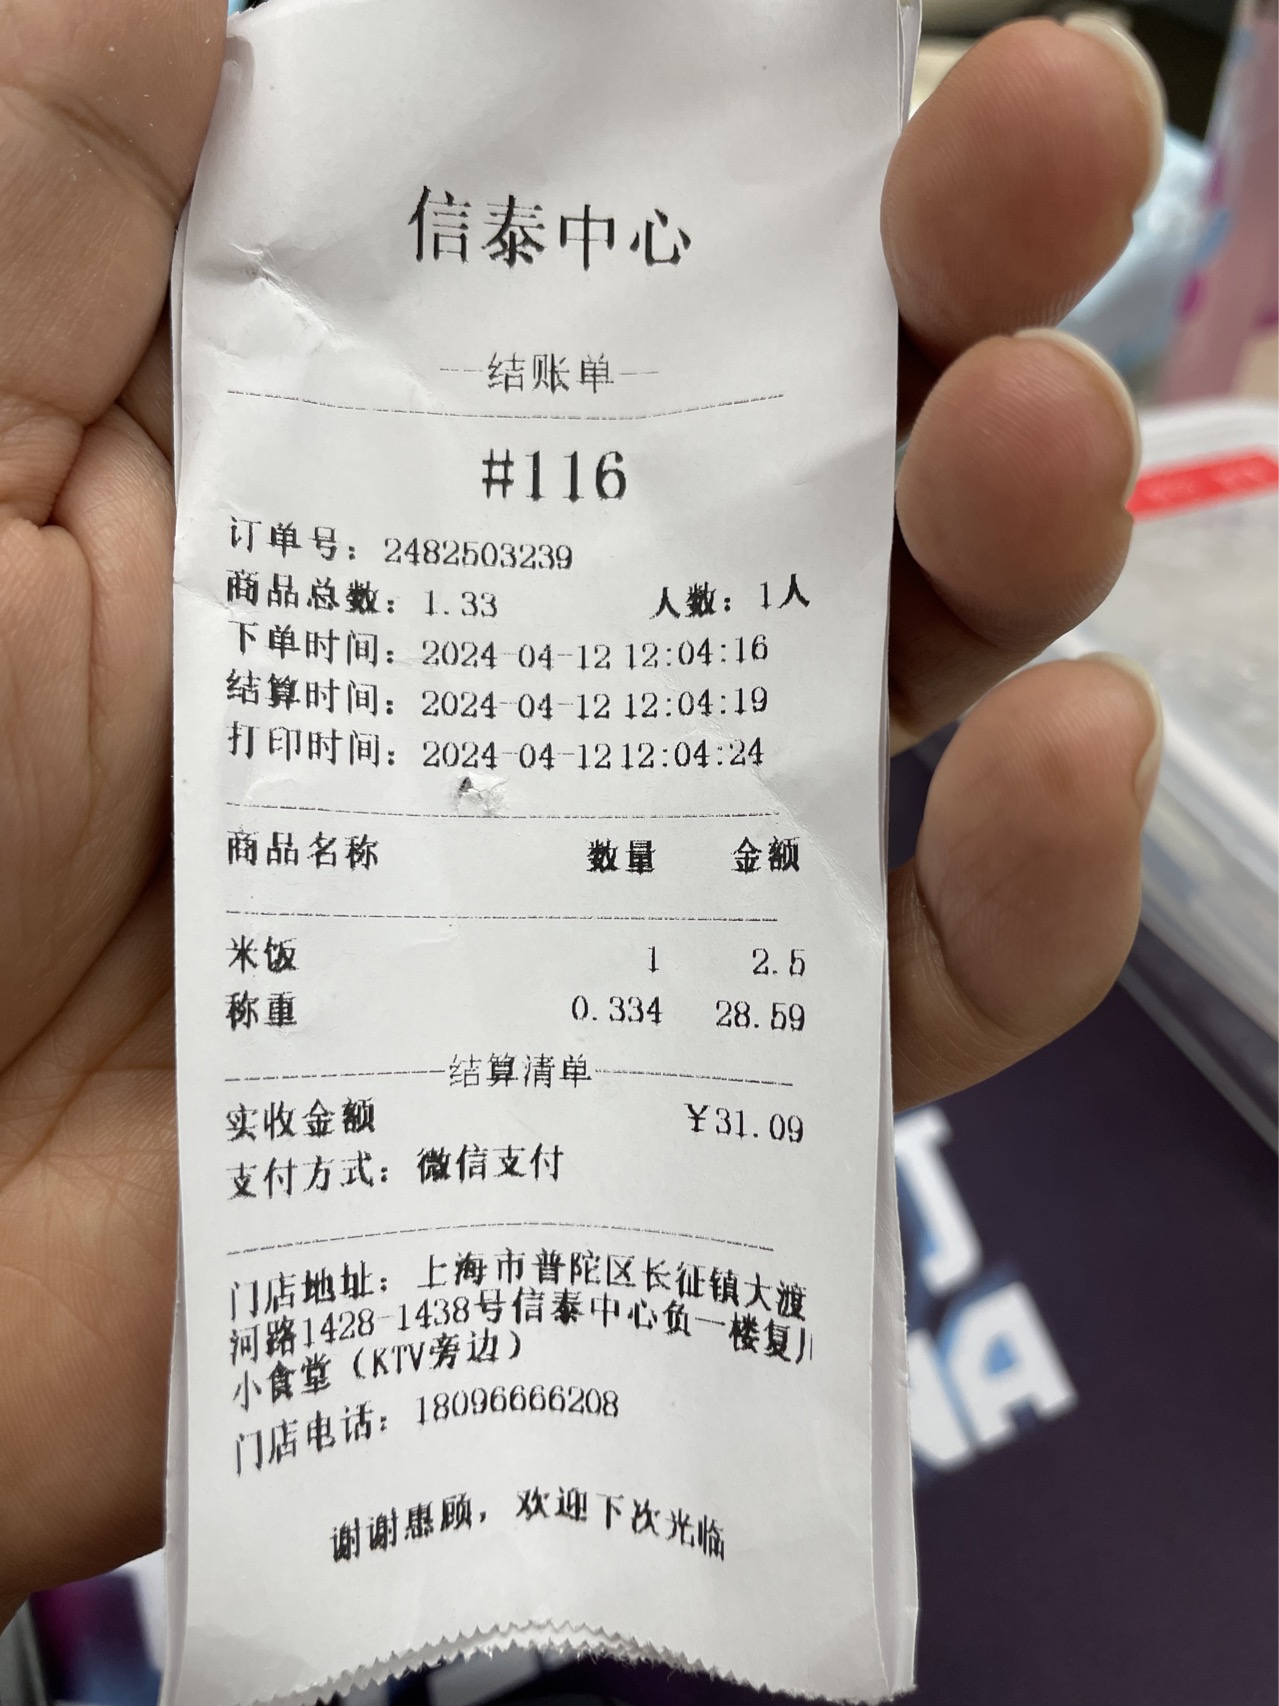 信泰中心
--结账单--
#116
订单号：2482503239
商品总数：1.33 人数：1人
下单时间：2024-04-12 12:04:16
结算时间：2024-04-12 12:04:19
打印时间：2024-04-12 12:04:24
商品名称 数量 金额
米饭 1 2.5
称重 0.334 28.59
结算清单
实收金额 ¥31.09
支付方式：微信支付
门店地址：上海市普陀区长征镇大渡
河路1428-1438号信泰中心负一楼复川
小食堂（KTV旁边）
门店电话：18096666208
谢谢惠顾，欢迎下次光临